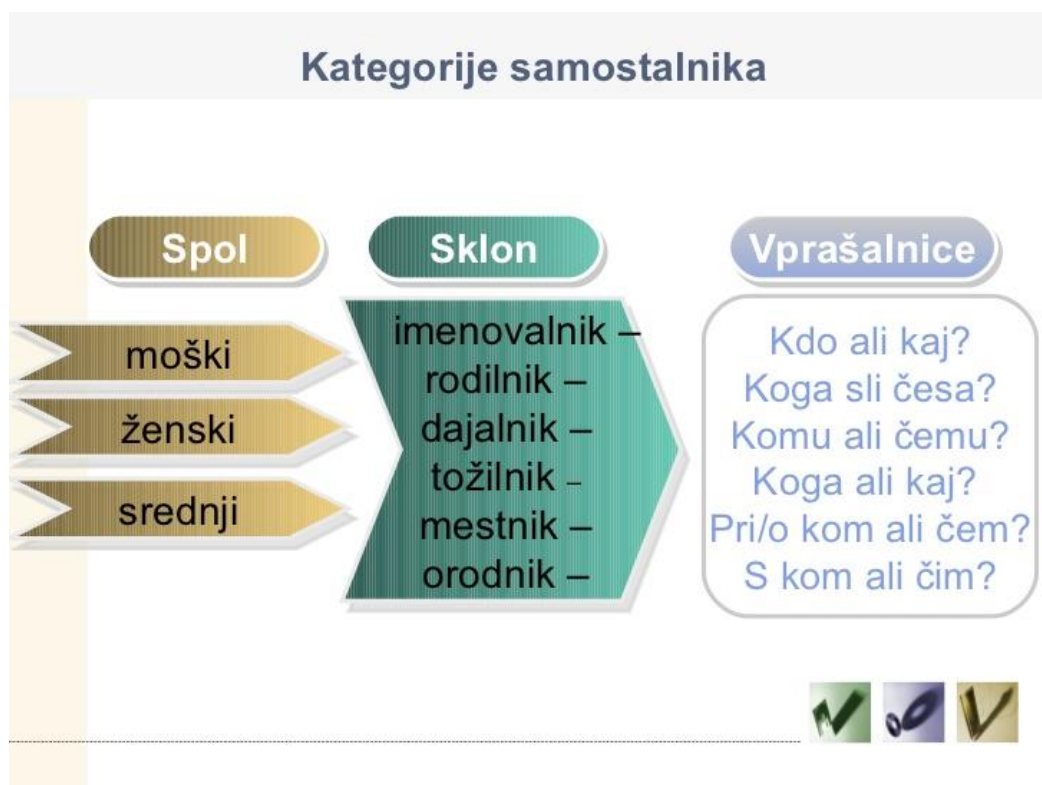 Kategorije samostalnika
Spol
moški
ženski
srednji
Sklon
imenovalnik –
rodilnik –
dajalnik –
tožilnik –
mestnik –
orodnik –
Vprašalnice
Kdo ali kaj?
Koga sli česa?
Komu ali čemu?
Koga ali kaj?
Pri/o kom ali čem?
S kom ali čim?